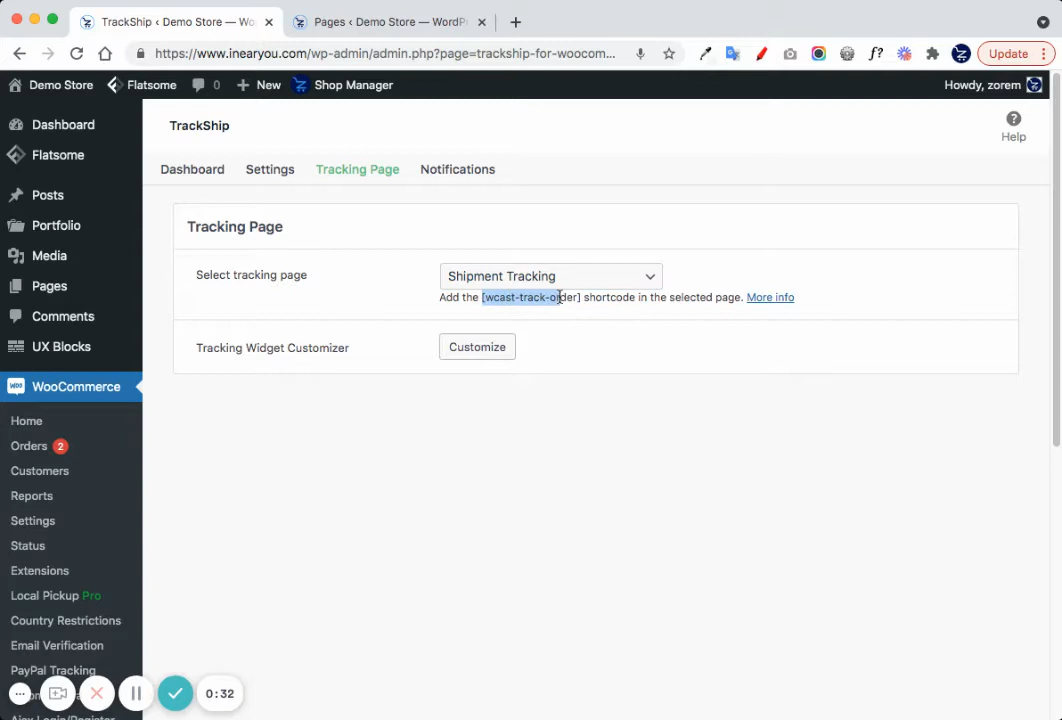 TrackShip ‹ Demo Store — Wo
Pages ‹ Demo Store — WordP
https://www.inearyou.com/wp-admin/admin.php?page=trackship-for-woocom...
f?
Update
Demo Store
Flatsome
0
New
Shop Manager
Howdy, zorem
Dashboard
Flatsome
Posts
Portfolio
Media
Pages
Comments
UX Blocks
WooCommerce
Home
Orders 2
Customers
Reports
Settings
Status
Extensions
Local Pickup Pro
Country Restrictions
Email Verification
PayPal Tracking
TrackShip
Help
Dashboard
Settings
Tracking Page
Notifications
Tracking Page
Select tracking page
Shipment Tracking
Add the [wcast-track-order] shortcode in the selected page. More info
Tracking Widget Customizer
Customize
0:32